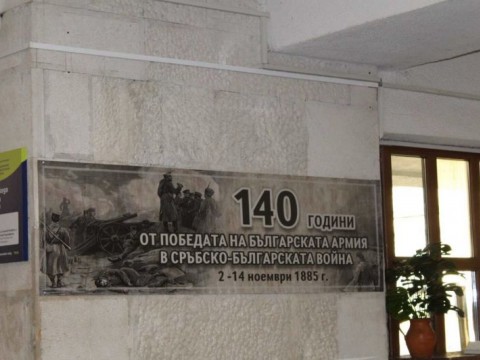 140 ГОДИНИ
ОТ ПОБЕДАТА НА БЪЛГАРСКАТА АРМИЯ
В СРЪБСКО-БЪЛГАРСКАТА ВОЙНА
2 -14 ноември 1885 г.